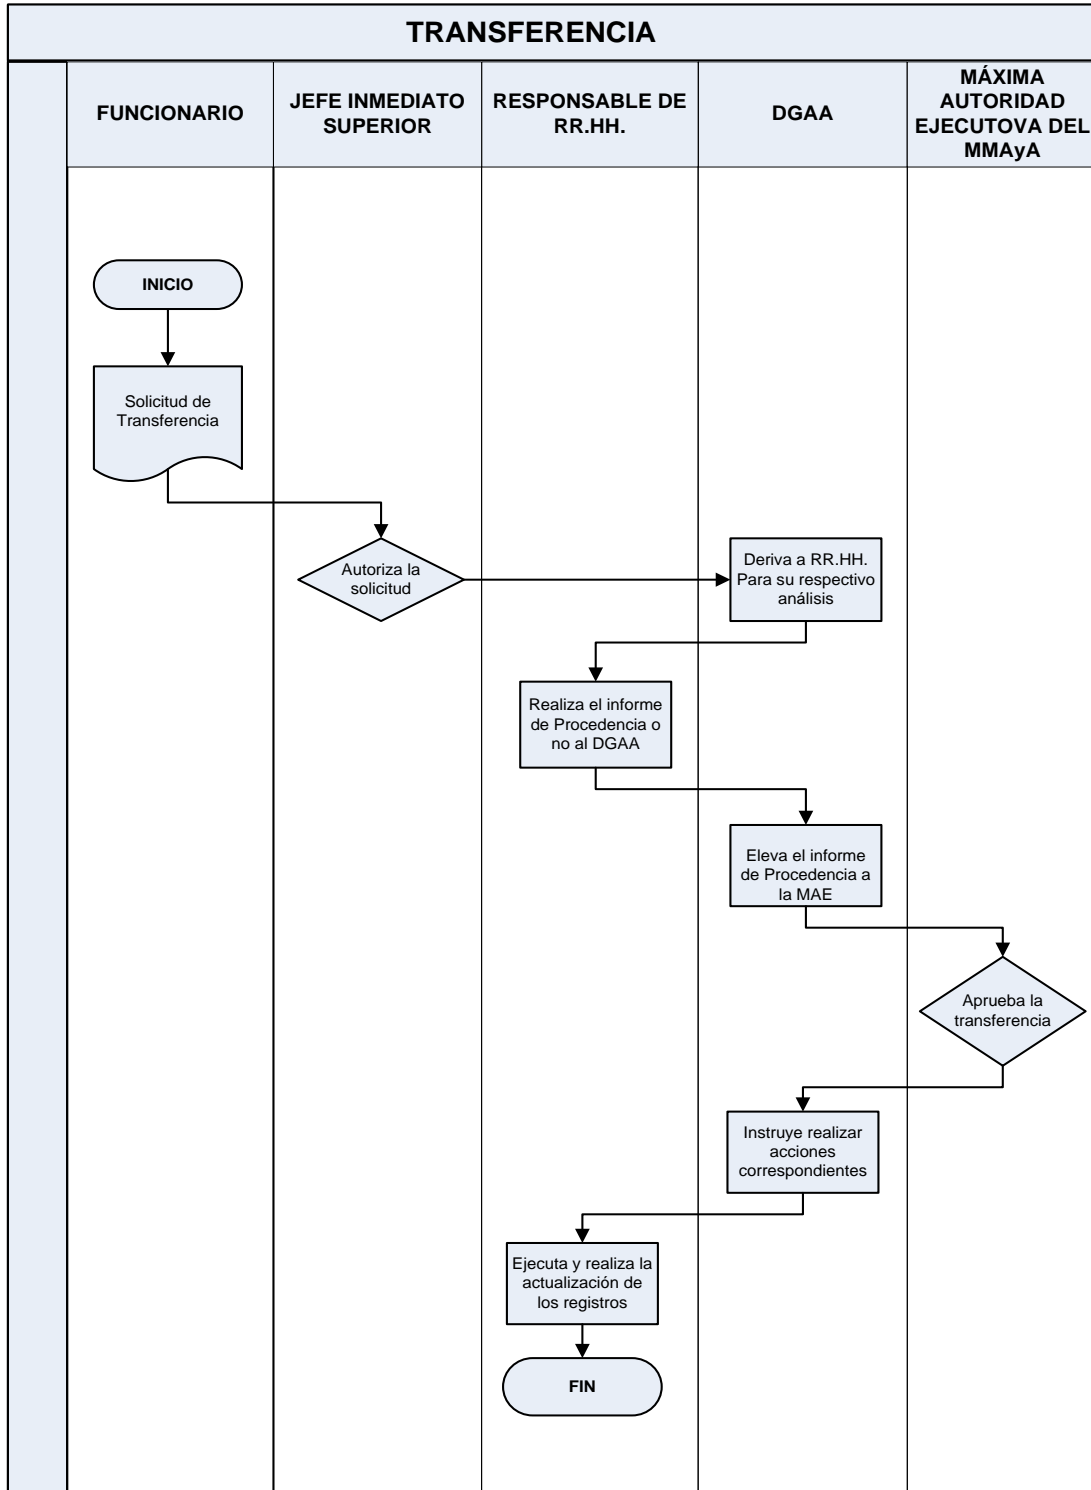 TRANSFERENCIA
FUNCIONARIO
JEFE INMEDIATO
SUPERIOR
RESPONSABLE DE
RR.HH.
DGAA
MÁXIMA
AUTORIDAD
EJECUTOVA DEL
MMAyA
INICIO
Solicitud de
Transferencia
Autoriza la
solicitud
Deriva a RR.HH.
Para su respectivo
análisis
Realiza el informe
de Procedencia o
no al DGAA
Eleva el informe
de Procedencia a
la MAE
Aprueba la
transferencia
Instruye realizar
acciones
correspondientes
Ejecuta y realiza la
actualización de
los registros
FIN